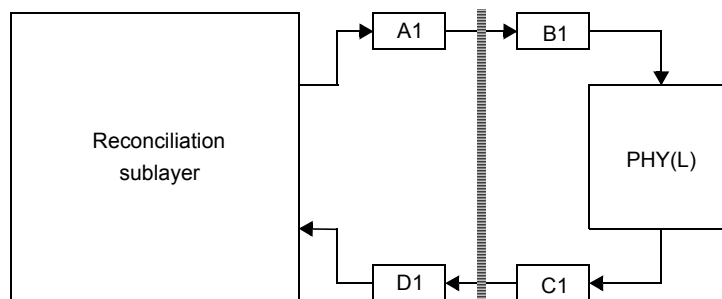 A1
B1
Reconciliation
sublayer
PHY(L)
D1
C1